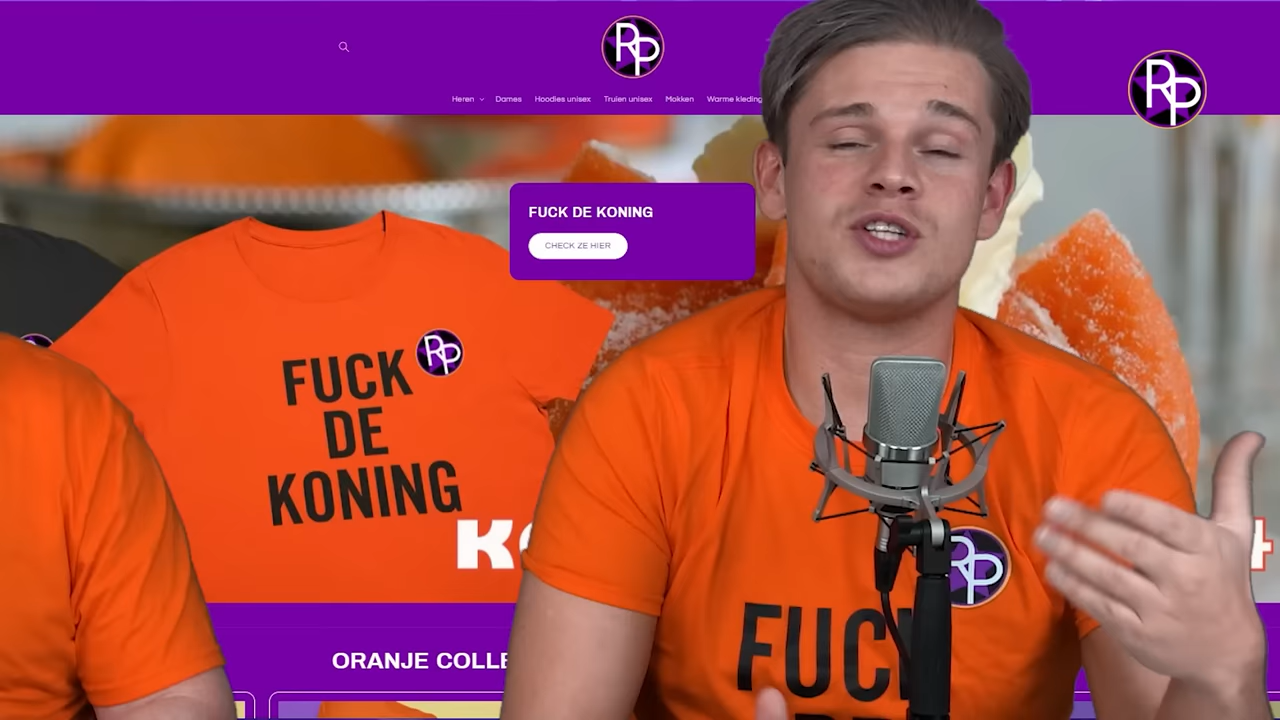 RP
RP
Heren
Dames
Hoodies unisex
Truien unisex
Mokken
Warme kleding
FUCK DE KONING
CHECK ZE HIER
FUCK
DE
KONING
RP
RP
FUCK
ORANJE COLLE